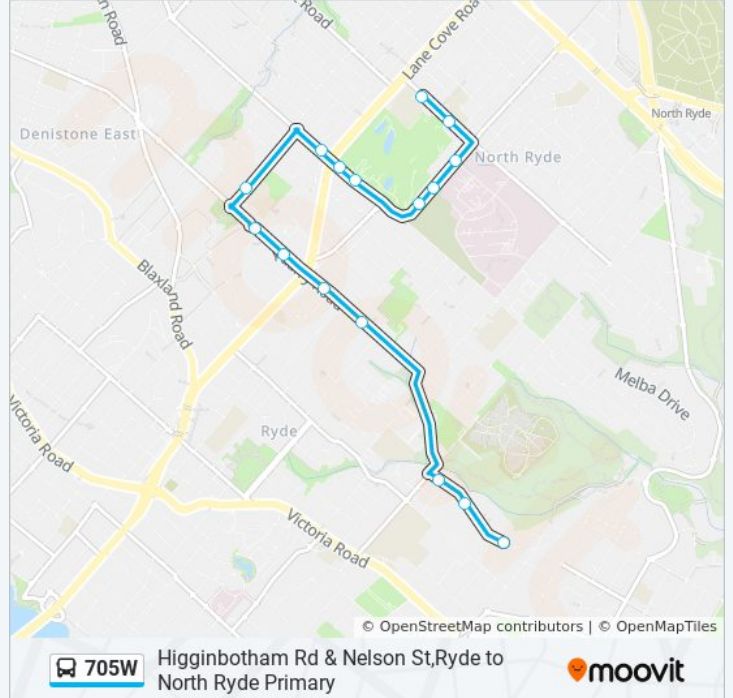 Road
Road
Lane Cove Roa
North Ryde
Denistone East
North Ryde
Blaxland Road
Road
Melba Drive
Victoria Road
Ryde
Victoria Road
© OpenStreetMap contributors | © OpenMapTiles
705W
Higginbotham Rd & Nelson St,Ryde to
North Ryde Primary
moovit